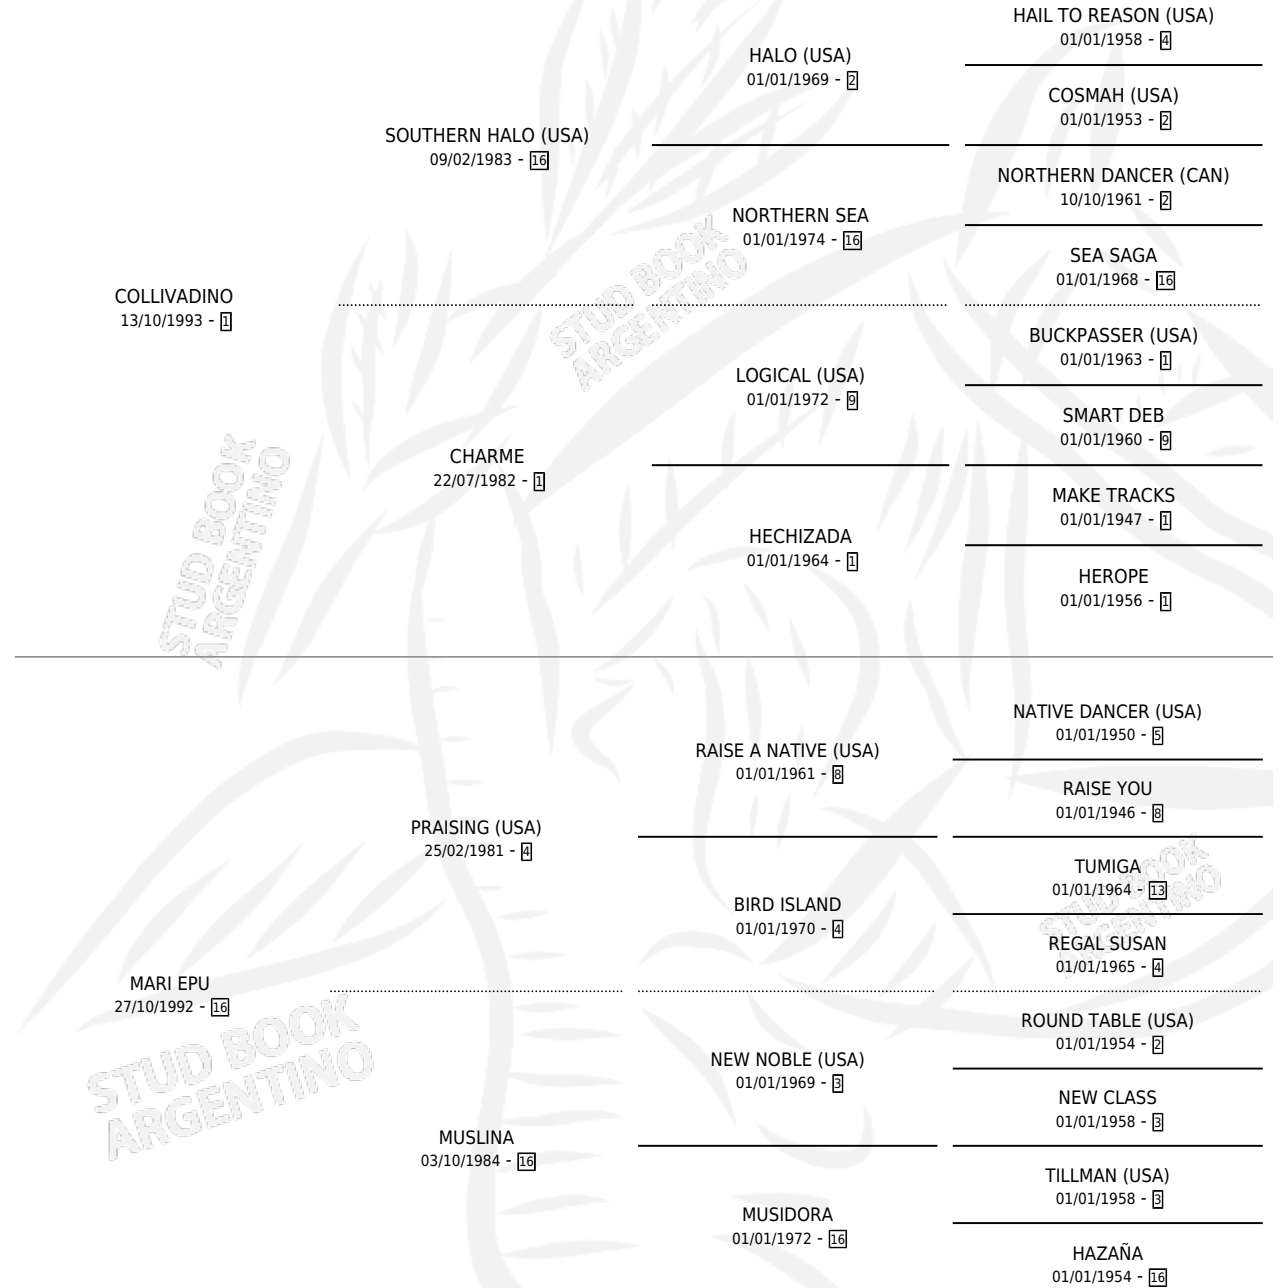 HAIL TO REASON (USA)
01/01/1958 - 4
HALO (USA)
01/01/1969 - 2
COSMAH (USA)
01/01/1953 - 2
SOUTHERN HALO (USA)
09/02/1983 - 16
NORTHERN DANCER (CAN)
10/10/1961 - 2
NORTHERN SEA
01/01/1974 - 16
SEA SAGA
01/01/1968 - 16
COLLIVADINO
13/10/1993 - 1
BUCKPASSER (USA)
01/01/1963 - 1
LOGICAL (USA)
01/01/1972 - 9
SMART DEB
01/01/1960 - 9
CHARME
22/07/1982 - 1
MAKE TRACKS
01/01/1947 - 1
HECHIZADA
01/01/1964 - 1
HEROPE
01/01/1956 - 1
NATIVE DANCER (USA)
01/01/1950 - 5
RAISE A NATIVE (USA)
01/01/1961 - 8
RAISE YOU
01/01/1946 - 8
PRAISING (USA)
25/02/1981 - 4
TUMIGA
01/01/1964 - 13
BIRD ISLAND
01/01/1970 - 4
REGAL SUSAN
01/01/1965 - 4
MARI EPU
27/10/1992 - 16
ROUND TABLE (USA)
01/01/1954 - 2
NEW NOBLE (USA)
01/01/1969 - 3
NEW CLASS
01/01/1958 - 3
MUSLINA
03/10/1984 - 16
TILLMAN (USA)
01/01/1958 - 3
MUSIDORA
01/01/1972 - 16
HAZAÑA
01/01/1954 - 16
STUD BOOK
ARGENTINO
STUD BOOK
ARGENTINO
STUD BOOK
ARGENTINO
STUD BOOK
ARGENTINO